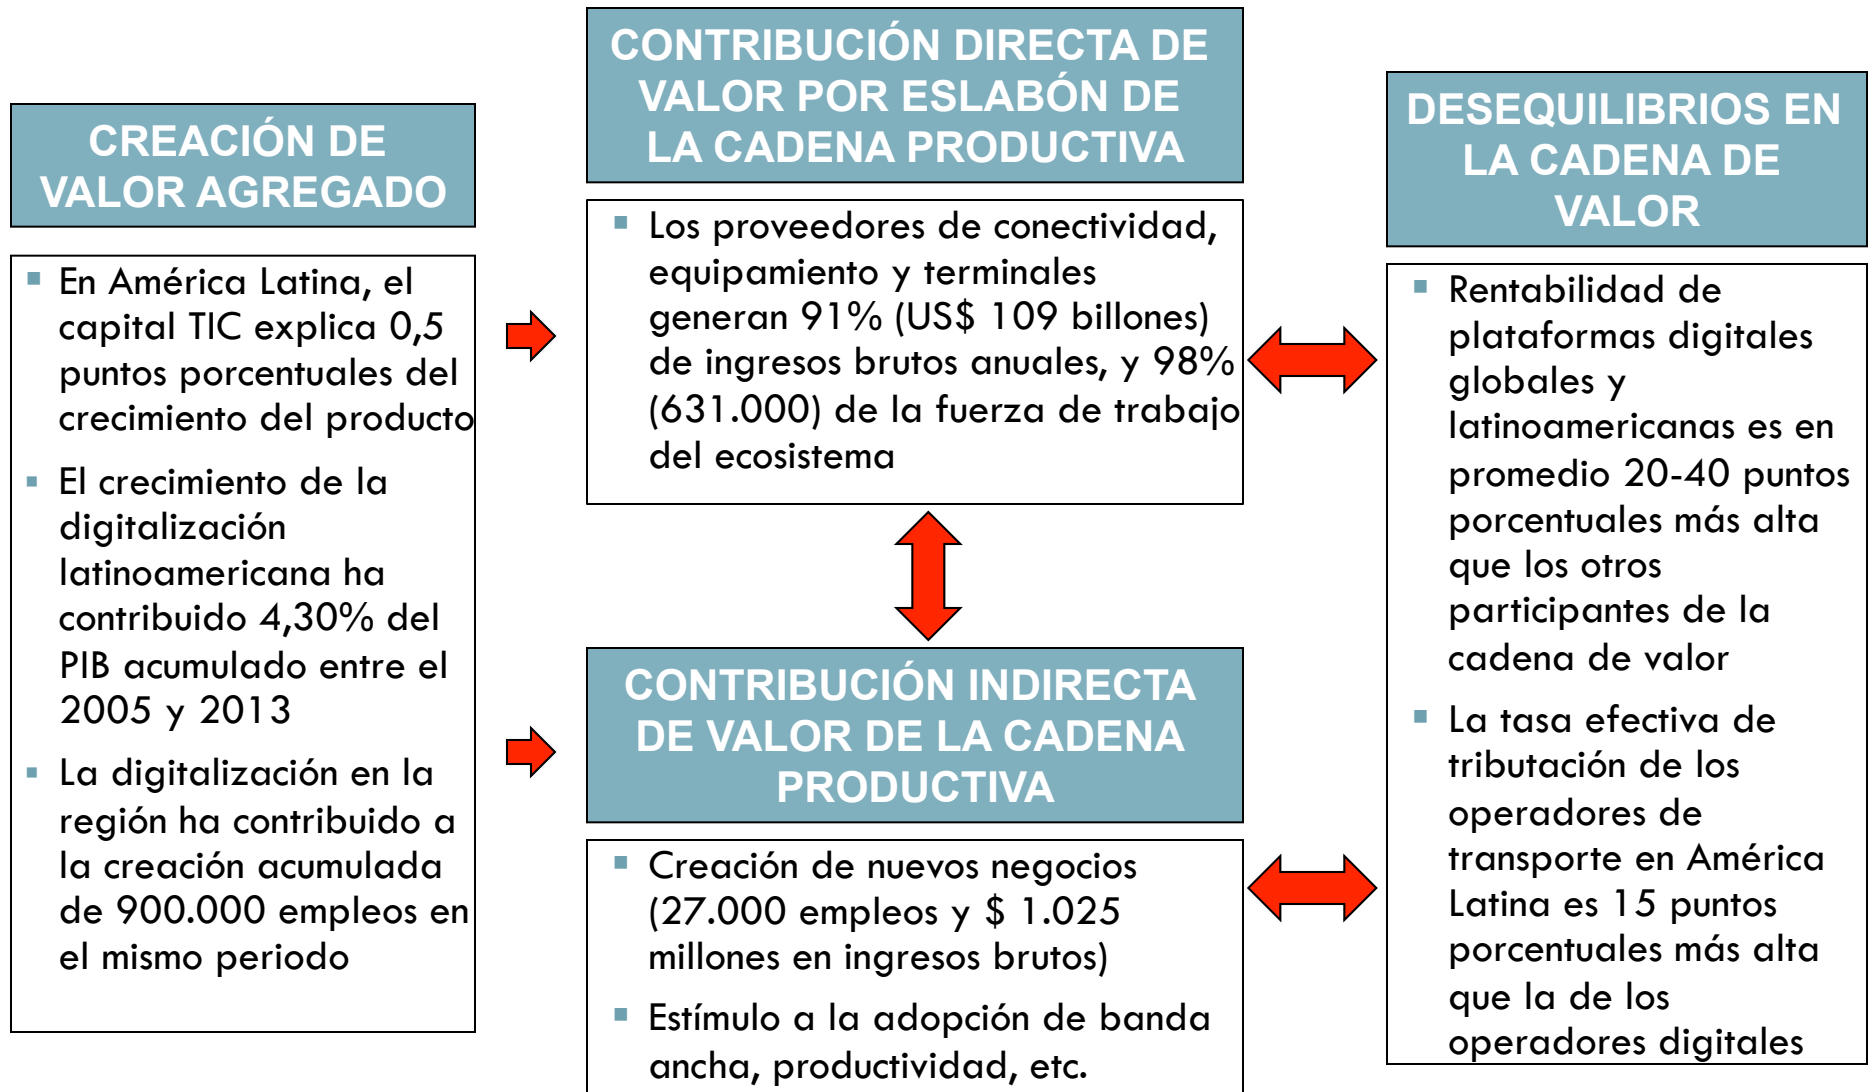 CREACIÓN DE
VALOR AGREGADO
En América Latina, el
capital TIC explica 0,5
puntos porcentuales del
crecimiento del producto
El crecimiento de la
digitalización
latinoamericana ha
contribuido 4,30% del
PIB acumulado entre el
2005 y 2013
La digitalización en la
región ha contribuido a
la creación acumulada
de 900.000 empleos en
el mismo periodo
CONTRIBUCIÓN DIRECTA DE
VALOR POR ESLABÓN DE
LA CADENA PRODUCTIVA
Los proveedores de conectividad,
equipamiento y terminales
generan 91% (US$ 109 billones)
de ingresos brutos anuales, y 98%
(631.000) de la fuerza de trabajo
del ecosistema
CONTRIBUCIÓN INDIRECTA
DE VALOR DE LA CADENA
PRODUCTIVA
Creación de nuevos negocios
(27.000 empleos y $ 1.025
millones en ingresos brutos)
Estímulo a la adopción de banda
ancha, productividad, etc.
DESEQUILIBRIOS EN
LA CADENA DE
VALOR
Rentabilidad de
plataformas digitales
globales y
latinoamericanas es en
promedio 20-40 puntos
porcentuales más alta
que los otros
participantes de la
cadena de valor
La tasa efectiva de
tributación de los
operadores de
transporte en América
Latina es 15 puntos
porcentuales más alta
que la de los
operadores digitales